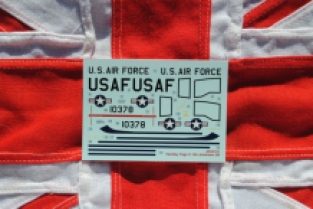 U.S. AIR FORCE U.S. AIR FORCE
USAF USAF
10378
10378